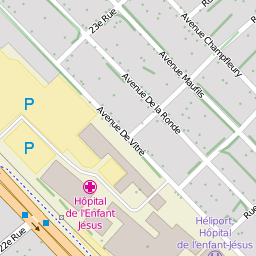 23e Rue
Avenue Champfleury
Avenue Maufils
Avenue De la Ronde
Avenue De Vitré
P
P
Hôpital
de l'Enfant
Jésus
Héliport Hôpital
de l'enfant-Jésus
22e Rue